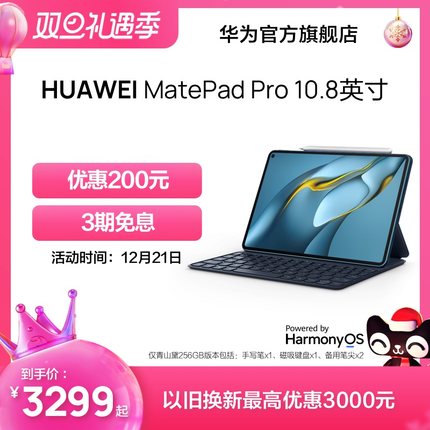 双旦礼遇季
华为官方旗舰店
HUAWEI MatePad Pro 10.8英寸
优惠200元
3期免息
活动时间：12月21日
Powered by
HarmonyOS
仅青山黛256GB版本包括：手写笔x1、磁吸键盘x1、备用笔尖x2
到手价：
¥3299起
以旧换新最高优惠3000元